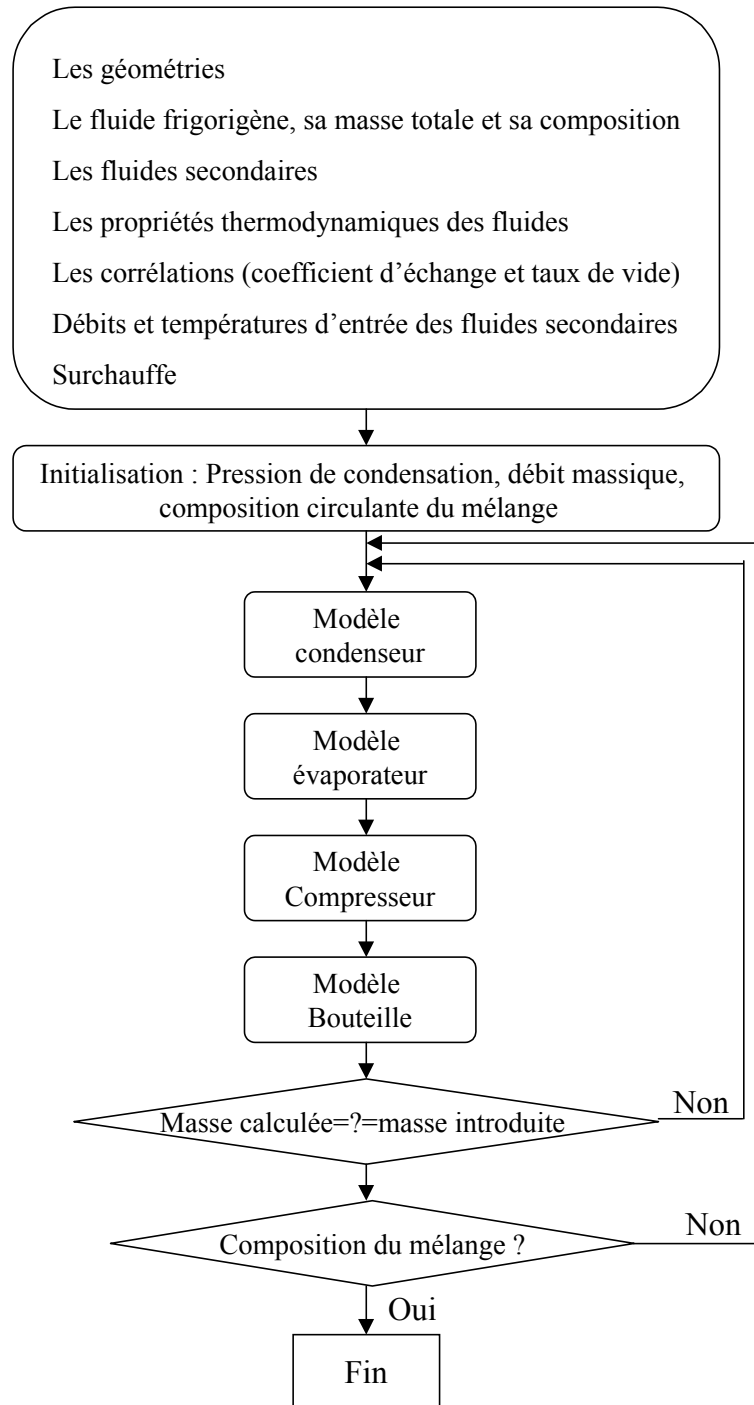 Les géométries
Le fluide frigorigène, sa masse totale et sa composition
Les fluides secondaires
Les propriétés thermodynamiques des fluides
Les corrélations (coefficient d’échange et taux de vide)
Débits et températures d’entrée des fluides secondaires
Surchauffe
Initialisation : Pression de condensation, débit massique,
composition circulante du mélange
Modèle
condenseur
Modèle
évaporateur
Modèle
Compresseur
Modèle
Bouteille
Masse calculée=?=masse introduite
Non
Composition du mélange ?
Non
Oui
Fin